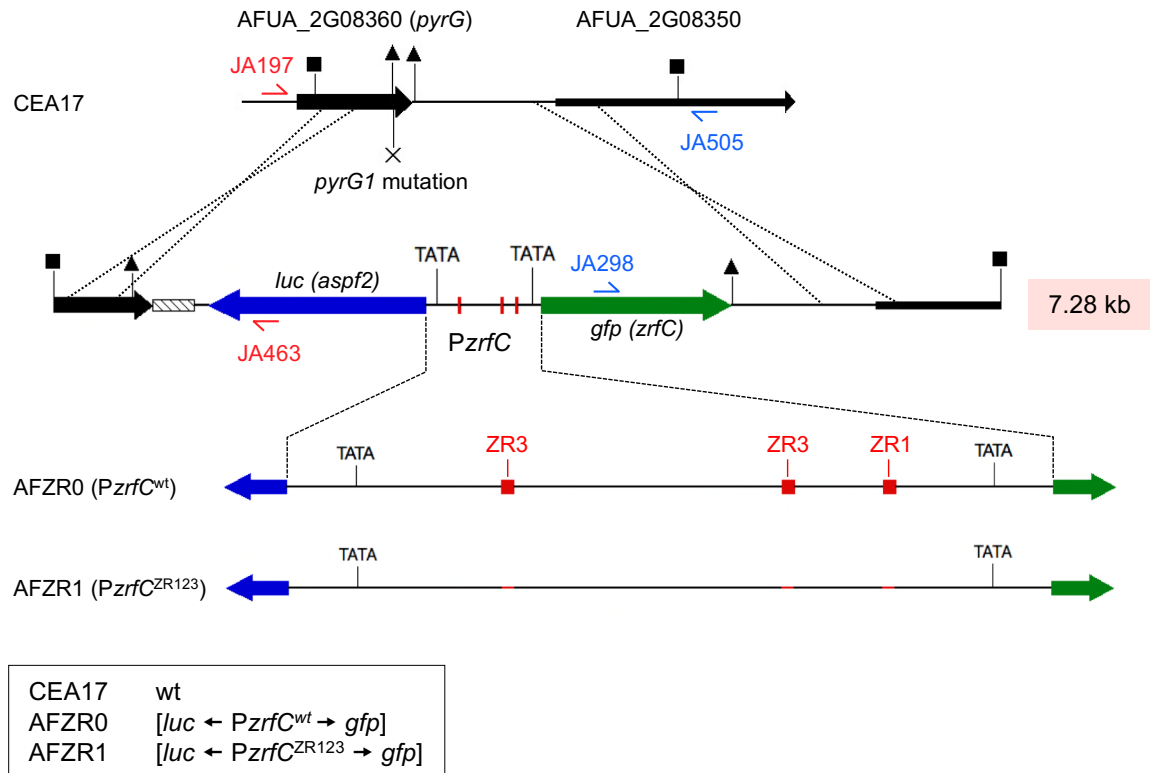 AFUA_2G08360 (pyrG) AFUA_2G08350
JA197
CEA17
JA505
pyrG1 mutation
TATA TATA
JA298
luc (aspf2)
7.28 kb
PzrfC gfp (zrfC)
JA463
ZR3 ZR3 ZR1
TATA TATA
AFZR0 (PzrfCwt)
TATA TATA
AFZR1 (PzrfCZR123)
CEA17 wt
AFZR0 [luc ← PzrfCwt → gfp]
AFZR1 [luc ← PzrfCZR123 → gfp]